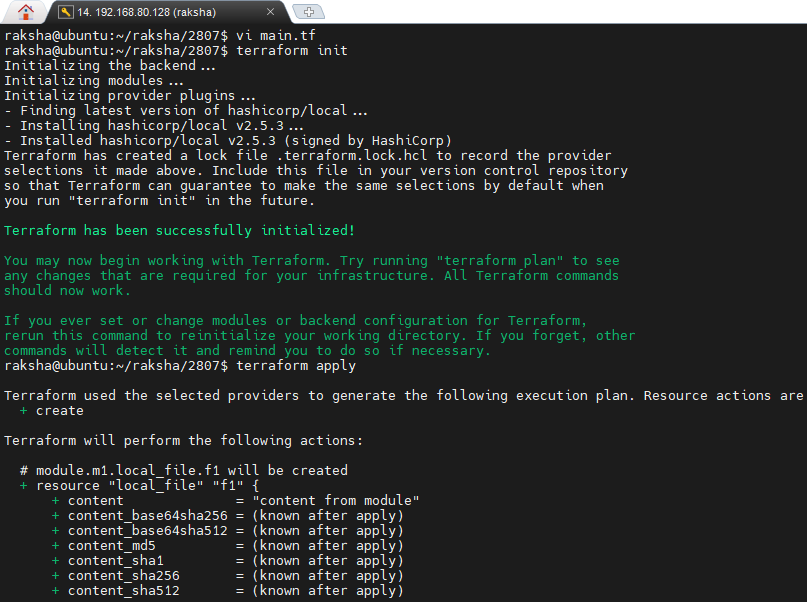 14. 192.168.80.128 (raksha)
raksha@ubuntu:~/raksha/2807$ vi main.tf
raksha@ubuntu:~/raksha/2807$ terraform init
Initializing the backend...
Initializing modules...
Initializing provider plugins...
- Finding latest version of hashicorp/local...
- Installing hashicorp/local v2.5.3...
- Installed hashicorp/local v2.5.3 (signed by HashiCorp)
Terraform has created a lock file .terraform.lock.hcl to record the provider
selections it made above. Include this file in your version control repository
so that Terraform can guarantee to make the same selections by default when
you run "terraform init" in the future.
Terraform has been successfully initialized!
You may now begin working with Terraform. Try running "terraform plan" to see
any changes that are required for your infrastructure. All Terraform commands
should now work.
If you ever set or change modules or backend configuration for Terraform,
rerun this command to reinitialize your working directory. If you forget, other
commands will detect it and remind you to do so if necessary.
raksha@ubuntu:~/raksha/2807$ terraform apply
Terraform used the selected providers to generate the following execution plan. Resource actions are
+ create
Terraform will perform the following actions:
# module.m1.local_file.f1 will be created
+ resource "local_file" "f1" {
+ content = "content from module"
+ content_base64sha256 = (known after apply)
+ content_base64sha512 = (known after apply)
+ content_md5 = (known after apply)
+ content_sha1 = (known after apply)
+ content_sha256 = (known after apply)
+ content_sha512 = (known after apply)